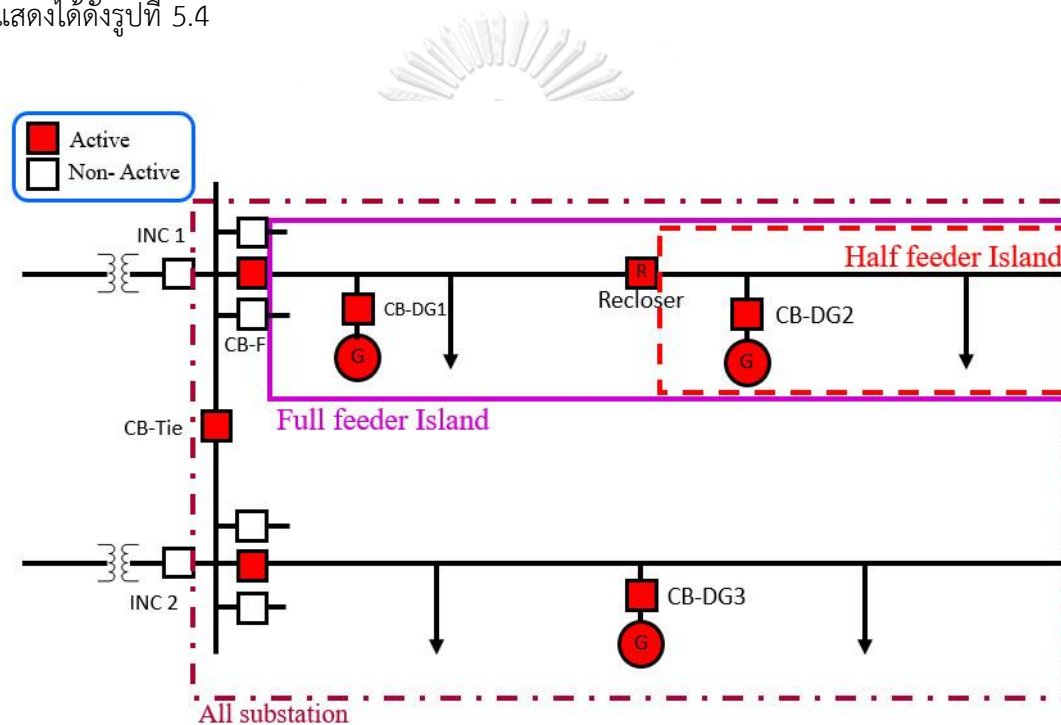 แสดงได้ดังรูปที่ 5.4
Active
Non- Active
INC 1
Half feeder Island
R
Recloser
CB-DG1
CB-DG2
CB-F
G
G
Full feeder Island
CB-Tie
INC 2
CB-DG3
G
All substation